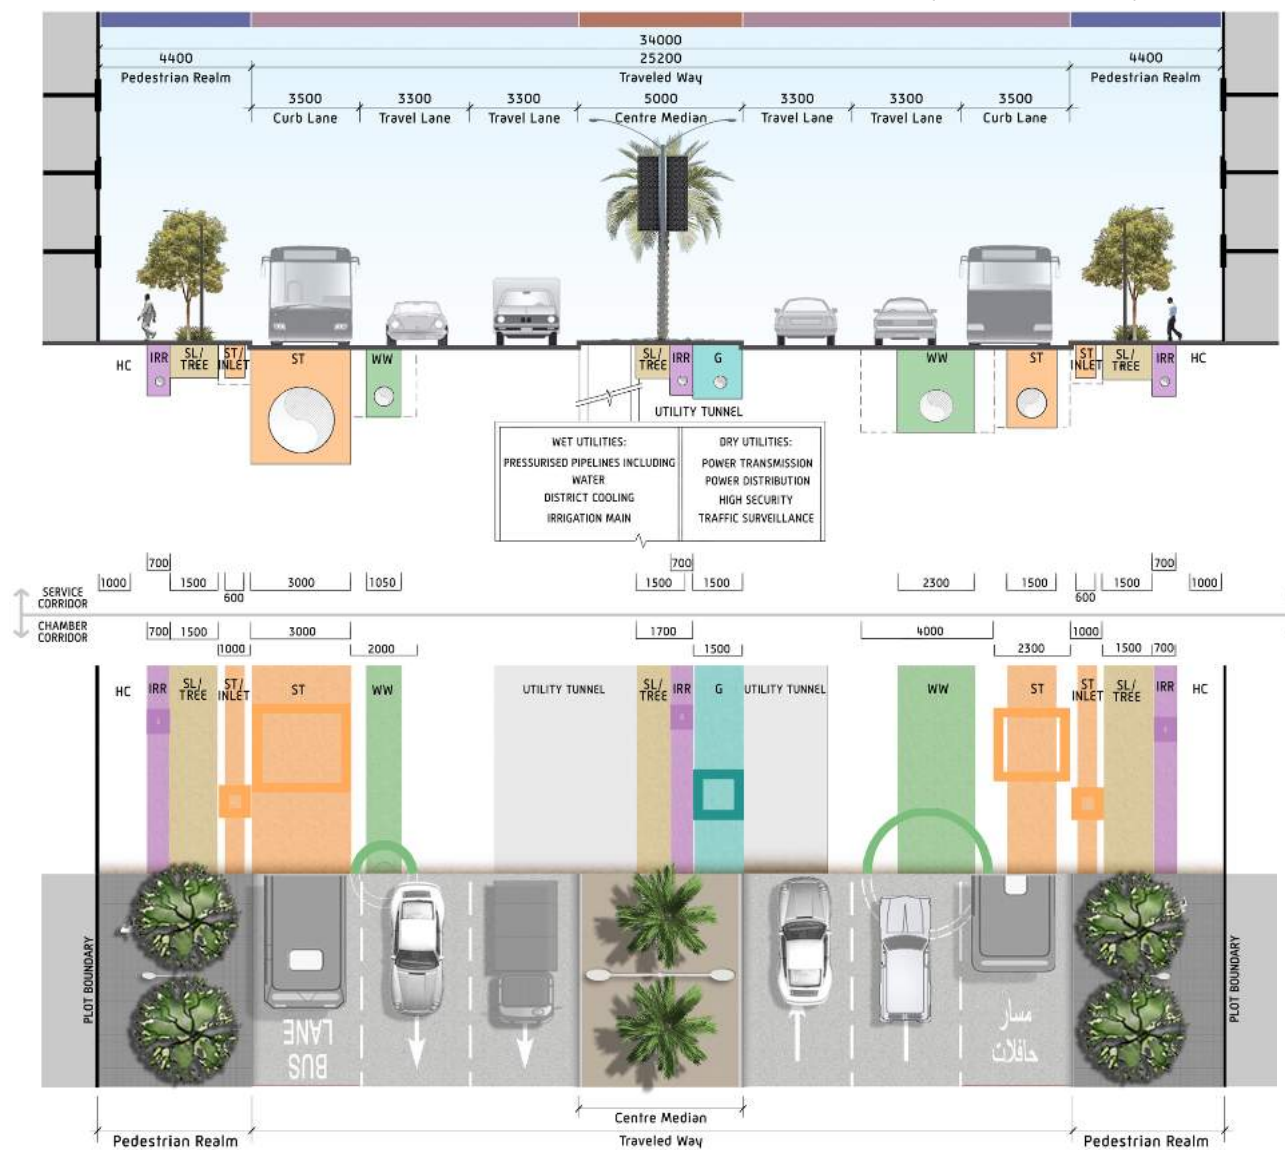 34000
4400
25200
4400
Pedestrian Realm
Traveled Way
Pedestrian Realm
3500
3300
3300
5000
3300
3300
3500
Curb Lane
Travel Lane
Travel Lane
Centre Median
Travel Lane
Travel Lane
Curb Lane
HC
IRR
SL/
TREE
ST/
INLET
ST
WW
SL/
TREE
IRR
G
WW
ST
ST
INLET
SL/
TREE
IRR
HC
UTILITY TUNNEL
WET UTILITIES:
PRESSURISED PIPELINES INCLUDING
WATER
DISTRICT COOLING
IRRIGATION MAIN
DRY UTILITIES:
POWER TRANSMISSION
POWER DISTRIBUTION
HIGH SECURITY
TRAFFIC SURVEILLANCE
700
700
700
1000
1500
600
3000
1050
1500
1500
2300
1500
600
1500
1000
SERVICE
CORRIDOR
CHAMBER
CORRIDOR
700
1500
3000
1700
4000
1000
1000
2000
1500
2300
1500
700
HC
IRR
SL/
TREE
ST/
INLET
ST
WW
UTILITY TUNNEL
SL/
TREE
IRR
G
UTILITY TUNNEL
WW
ST
ST
INLET
SL/
TREE
IRR
HC
PLOT BOUNDARY
BUS
LANE
مسار
حافلات
PLOT BOUNDARY
Centre Median
Pedestrian Realm
Traveled Way
Pedestrian Realm